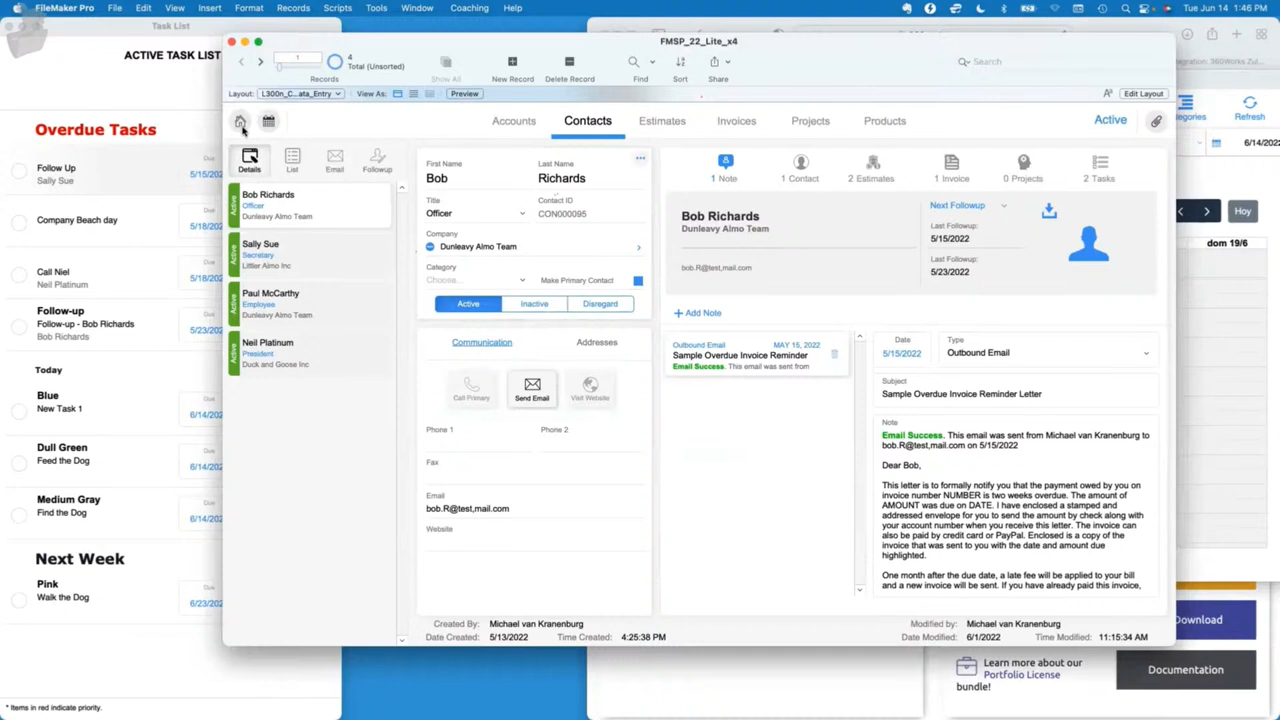 FileMaker Pro File Edit View Insert Format Records Scripts Tools Window Coaching Help
Tue Jun 14 1:46 PM
Task List
ACTIVE TASK LIST
Overdue Tasks
Follow Up
Sally Sue
Due
5/15/202
Company Beach day
Due
5/18/202
Call Niel
Neil Platinum
Due
5/18/202
Follow-up
Follow-up - Bob Richards
Bob Richards
Due
5/23/202
Today
Blue
New Task 1
Due
6/14/202
Dull Green
Feed the Dog
Due
6/14/202
Medium Gray
Find the Dog
Due
6/14/202
Next Week
Pink
Walk the Dog
Due
6/23/202
* Items in red indicate priority.
FMSP_22_Lite_x4
1
4
Total (Unsorted)
Records
Show All
New Record
Delete Record
Find
Sort
Share
Search
Layout: L300n_C...ata_Entry View As: Preview
Edit Layout
Accounts Contacts Estimates Invoices Projects Products
Active
Details List Email Followup
Active
Bob Richards
Officer
Dunleavy Almo Team
Active
Sally Sue
Secretary
Littler Almo Inc
Active
Paul McCarthy
Employee
Dunleavy Almo Team
Active
Neil Platinum
President
Duck and Goose Inc
First Name
Bob
Last Name
Richards
Title
Officer
Contact ID
CON000095
Company
Dunleavy Almo Team
Category
Choose...
Make Primary Contact
Active Inactive Disregard
Communication Addresses
Call Primary Send Email Visit Website
Phone 1 Phone 2
Fax
Email
bob.R@test,mail.com
Website
1 Note 1 Contact 2 Estimates 1 Invoice 0 Projects 2 Tasks
Bob Richards
Dunleavy Almo Team
bob.R@test,mail.com
Next Followup
Last Followup:
5/15/2022
Last Followup:
5/23/2022
Add Note
Outbound Email MAY 15, 2022
Sample Overdue Invoice Reminder
Email Success. This email was sent from
Date
5/15/2022
Type
Outbound Email
Subject
Sample Overdue Invoice Reminder Letter
Note
Email Success. This email was sent from Michael van Kranenburg to
bob.R@test,mail.com on 5/15/2022
Dear Bob,
This letter is to formally notify you that the payment owed by you on
invoice number NUMBER is two weeks overdue. The amount of
AMOUNT was due on DATE. I have enclosed a stamped and
addressed envelope for you to send the amount by check along with
your account number when you receive this letter. The invoice can
also be paid by credit card or PayPal. Enclosed is a copy of the
invoice that was sent to you with the date and amount due
highlighted.
One month after the due date, a late fee will be applied to your bill
and a new invoice will be sent. If you have already paid this invoice,
Created By: Michael van Kranenburg
Date Created: 5/13/2022 Time Created: 4:25:38 PM
Modified by: Michael van Kranenburg
Date Modified: 6/1/2022 Time Modified: 11:15:34 AM
egration: 360Works Zul...
egories
Refresh
6/14/2022
Hoy
dom 19/6
Download
Learn more about our
Portfolio License
bundle!
Documentation